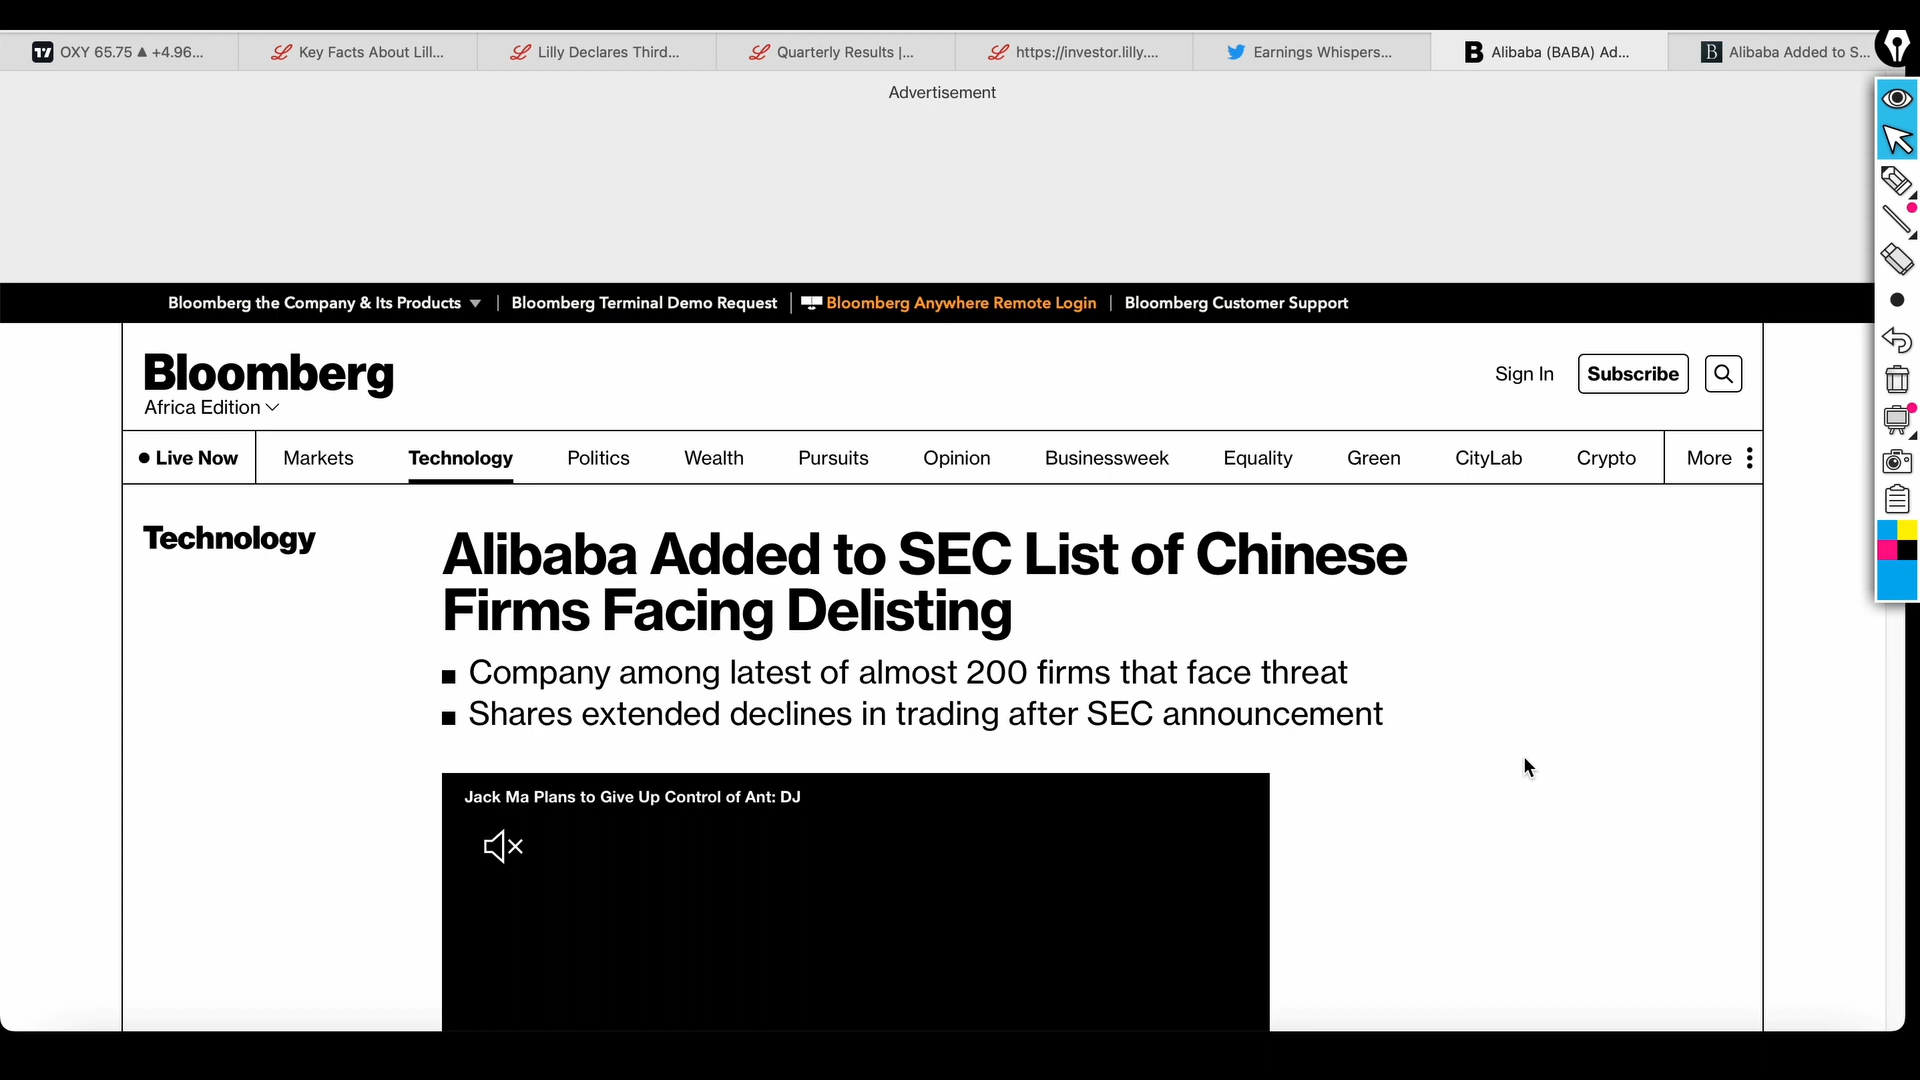 OXY 65.75 ▲ +4.96...
Key Facts About Lill...
Lilly Declares Third...
Quarterly Results |...
https://investor.lilly....
Earnings Whispers...
Alibaba (BABA) Ad...
Alibaba Added to S...
Advertisement
Bloomberg the Company & Its Products
Bloomberg Terminal Demo Request
Bloomberg Anywhere Remote Login
Bloomberg Customer Support
Bloomberg
Africa Edition
Sign In
Subscribe
Live Now
Markets
Technology
Politics
Wealth
Pursuits
Opinion
Businessweek
Equality
Green
CityLab
Crypto
More
Technology
Alibaba Added to SEC List of Chinese
Firms Facing Delisting
Company among latest of almost 200 firms that face threat
Shares extended declines in trading after SEC announcement
Jack Ma Plans to Give Up Control of Ant: DJ